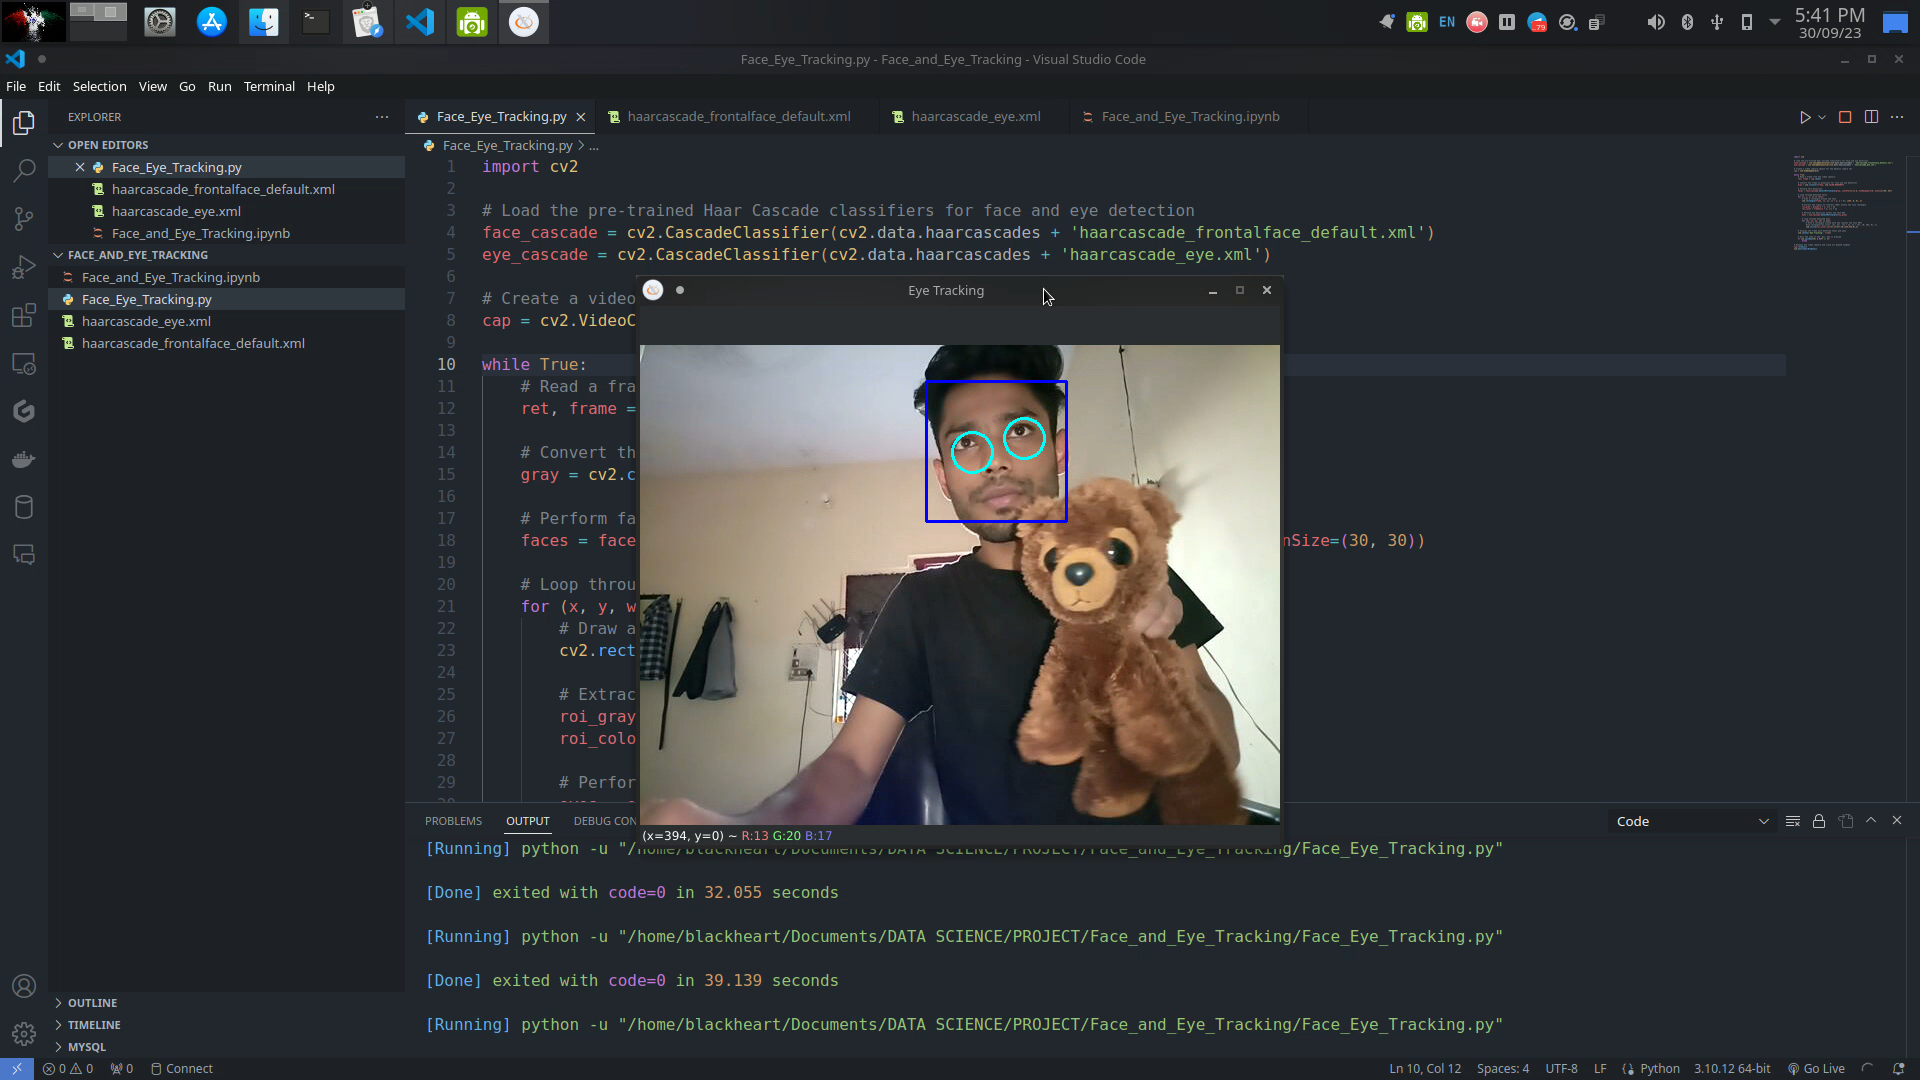 EN
79
5:41 PM
30/09/23
Face_Eye_Tracking.py - Face_and_Eye_Tracking - Visual Studio Code
File Edit Selection View Go Run Terminal Help
EXPLORER
OPEN EDITORS
Face_Eye_Tracking.py
haarcascade_frontalface_default.xml
haarcascade_eye.xml
Face_and_Eye_Tracking.ipynb
FACE_AND_EYE_TRACKING
Face_and_Eye_Tracking.ipynb
Face_Eye_Tracking.py
haarcascade_eye.xml
haarcascade_frontalface_default.xml
OUTLINE
TIMELINE
MYSQL
Face_Eye_Tracking.py haarcascade_frontalface_default.xml haarcascade_eye.xml Face_and_Eye_Tracking.ipynb
Face_Eye_Tracking.py > ...
1 import cv2
2
3 # Load the pre-trained Haar Cascade classifiers for face and eye detection
4 face_cascade = cv2.CascadeClassifier(cv2.data.haarcascades + 'haarcascade_frontalface_default.xml')
5 eye_cascade = cv2.CascadeClassifier(cv2.data.haarcascades + 'haarcascade_eye.xml')
6
7 # Create a video
8 cap = cv2.VideoC
9
10 while True:
11 # Read a fra
12 ret, frame =
13
14 # Convert th
15 gray = cv2.c
16
17 # Perform fa
18 faces = face nSize=(30, 30))
19
20 # Loop throu
21 for (x, y, w
22 # Draw a
23 cv2.rect
24
25 # Extrac
26 roi_gray
27 roi_colo
28
29 # Perfor
Eye Tracking
(x=394, y=0) ~ R:13 G:20 B:17
PROBLEMS OUTPUT DEBUG CON Code
[Running] python -u "/home/blackheart/Documents/DATA SCIENCE/PROJECT/Face_and_Eye_Tracking/Face_Eye_Tracking.py"
[Done] exited with code=0 in 32.055 seconds
[Running] python -u "/home/blackheart/Documents/DATA SCIENCE/PROJECT/Face_and_Eye_Tracking/Face_Eye_Tracking.py"
[Done] exited with code=0 in 39.139 seconds
[Running] python -u "/home/blackheart/Documents/DATA SCIENCE/PROJECT/Face_and_Eye_Tracking/Face_Eye_Tracking.py"
0 0 0 Connect Ln 10, Col 12 Spaces: 4 UTF-8 LF Python 3.10.12 64-bit Go Live